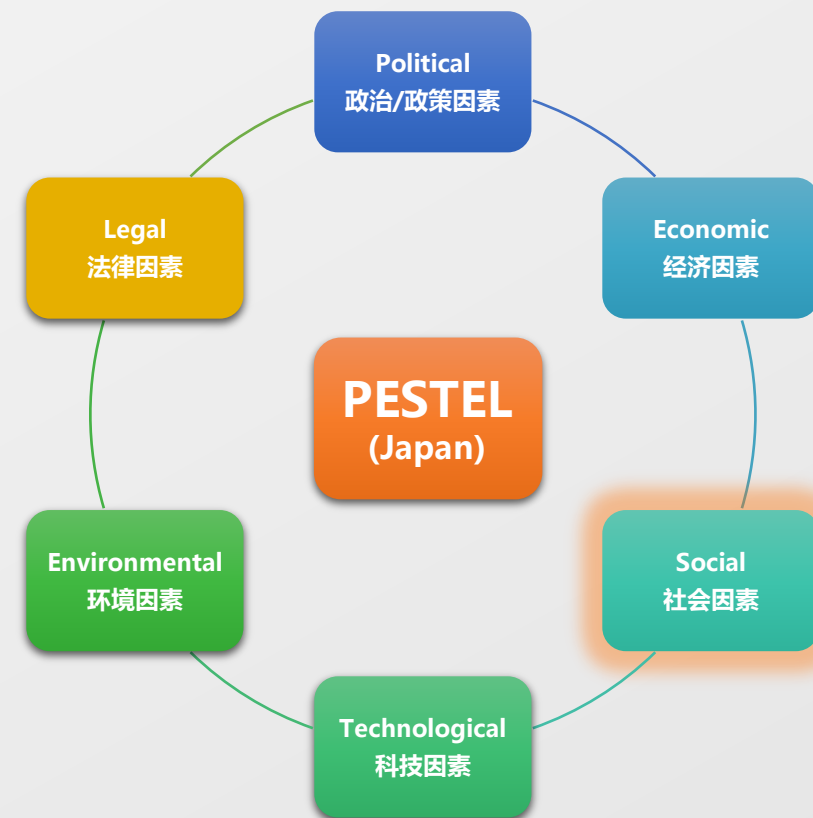 Political
政治/政策因素
Legal
法律因素
Economic
经济因素
PESTEL
(Japan)
Environmental
环境因素
Social
社会因素
Technological
科技因素